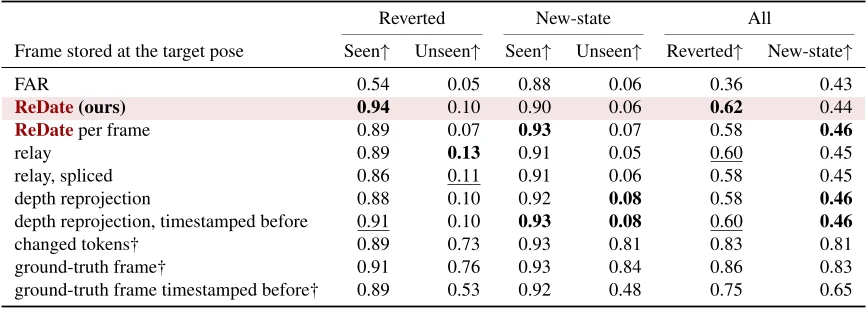 Reverted New-state All
Frame stored at the target pose Seen↑ Unseen↑ Seen↑ Unseen↑ Reverted↑ New-state↑
FAR 0.54 0.05 0.88 0.06 0.36 0.43
ReDate (ours) 0.94 0.10 0.90 0.06 0.62 0.44
ReDate per frame 0.89 0.07 0.93 0.07 0.58 0.46
relay 0.89 0.13 0.91 0.05 0.60 0.45
relay, spliced 0.86 0.11 0.91 0.06 0.58 0.45
depth reprojection 0.88 0.10 0.92 0.08 0.58 0.46
depth reprojection, timestamped before 0.91 0.10 0.93 0.08 0.60 0.46
changed tokens† 0.89 0.73 0.93 0.81 0.83 0.81
ground-truth frame† 0.91 0.76 0.93 0.84 0.86 0.83
ground-truth frame timestamped before† 0.89 0.53 0.92 0.48 0.75 0.65